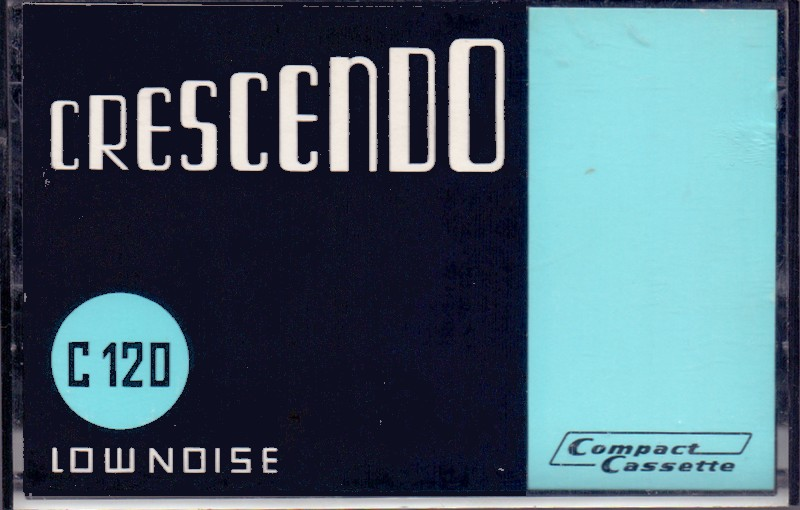 CRESCENDO
C 120
LOWNOISE
Compact
Cassette